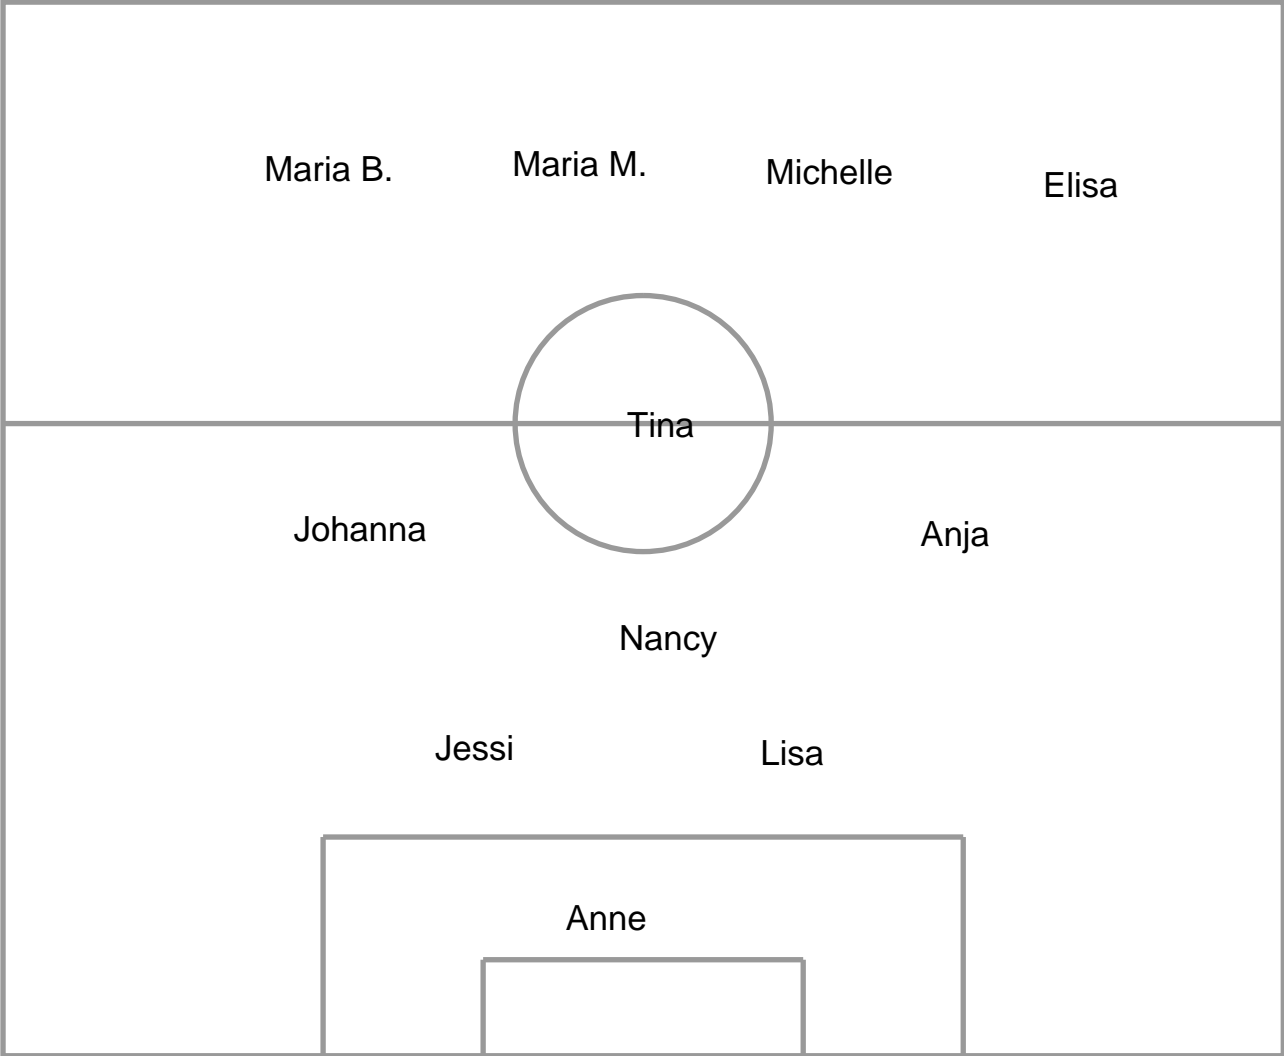 Maria B.
Maria M.
Michelle
Elisa
Tina
Johanna
Anja
Nancy
Jessi
Lisa
Anne